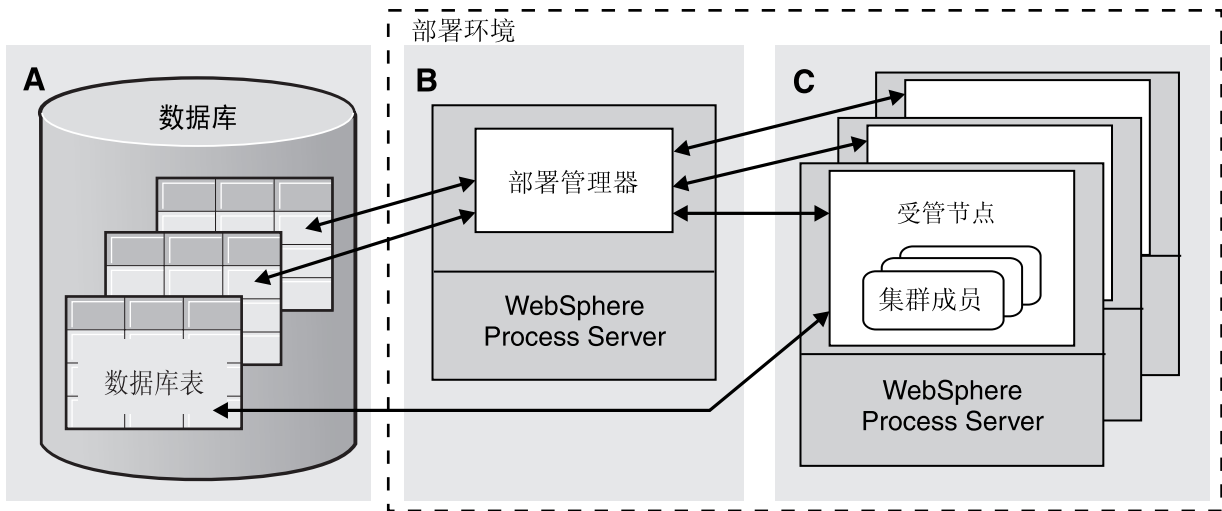 部署环境
A
数据库
数据库表
B
部署管理器
WebSphere
Process Server
C
受管节点
集群成员
WebSphere
Process Server